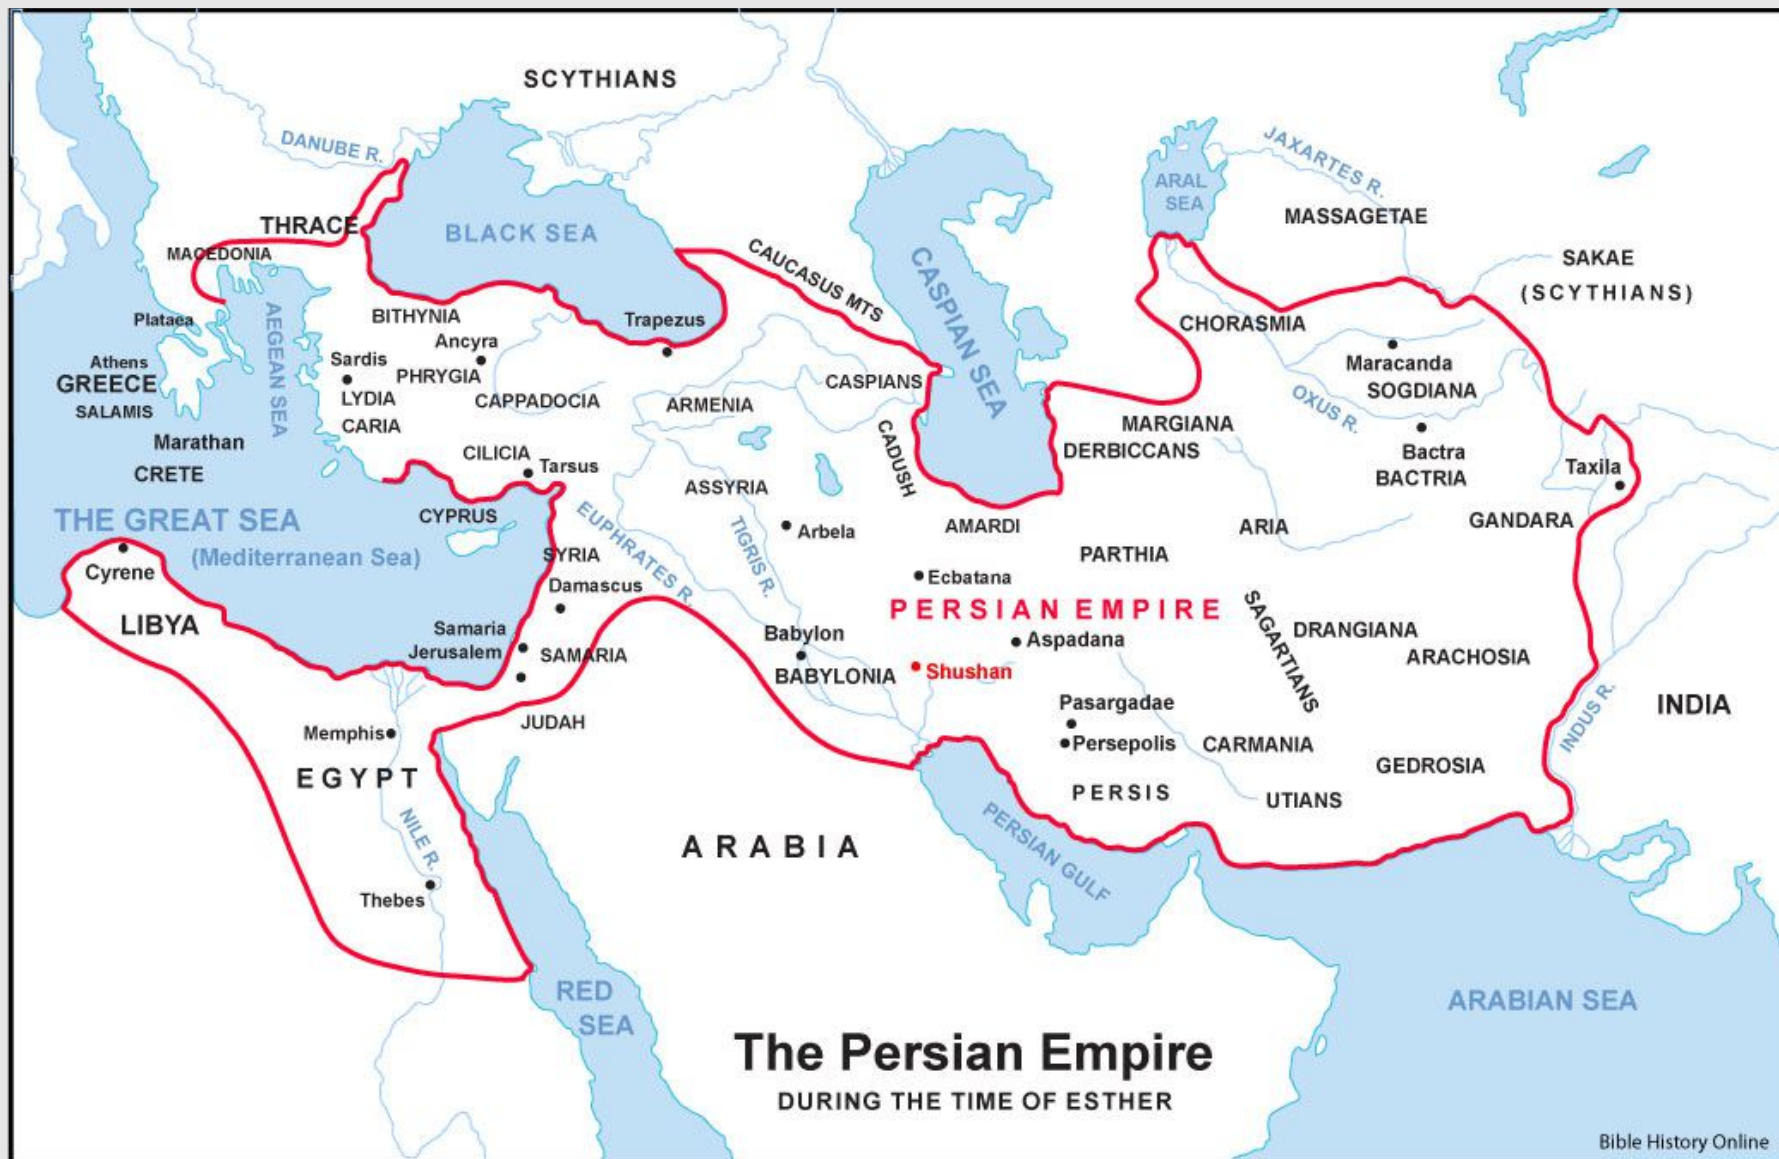 SCYTHIANS
DANUBE R.
JAXARTES R.
ARAL
SEA
MASSAGETAE
THRACE
BLACK SEA
MACEDONIA
CAUCASUS MTS
CASPIAN SEA
SAKAE
(SCYTHIANS)
Plataea
AEGEAN SEA
BITHYNIA
Trapezus
CHORASMIA
Ancyra
Athens
Sardis
Maracanda
GREECE
PHRYGIA
CASPIANS
SOGDIANA
SALAMIS
LYDIA
CAPPADOCIA
ARMENIA
OXUS R.
CARIA
MARGIANA
Marathan
CADUSH
DERBICCANS
CILICIA
Bactra
CRETE
Tarsus
BACTRIA
Taxila
ASSYRIA
THE GREAT SEA
CYPRUS
EUPHRATES R.
TIGRIS R.
Arbela
AMARDI
ARIA
GANDARA
(Mediterranean Sea)
SYRIA
PARTHIA
Cyrene
Damascus
Ecbatana
PERSIAN EMPIRE
SAGARTIANS
LIBYA
Samaria
Babylon
Aspadana
DRANGIANA
Jerusalem
SAMARIA
BABYLONIA
Shushan
ARACHOSIA
Pasargadae
INDUS R.
INDIA
JUDAH
Memphis
Persepolis
CARMANIA
EGYPT
GEDROSIA
PERSIS
UTIANS
NILE R.
ARABIA
PERSIAN GULF
Thebes
RED
SEA
ARABIAN SEA
The Persian Empire
DURING THE TIME OF ESTHER
Bible History Online